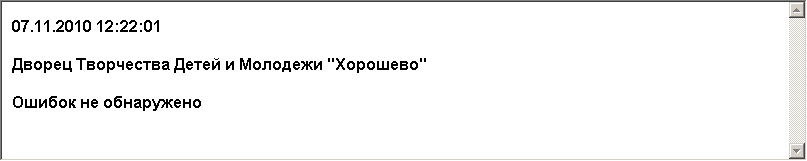 07.11.2010 12:22:01
Дворец Творчества Детей и Молодежи "Хорошево"
Ошибок не обнаружено